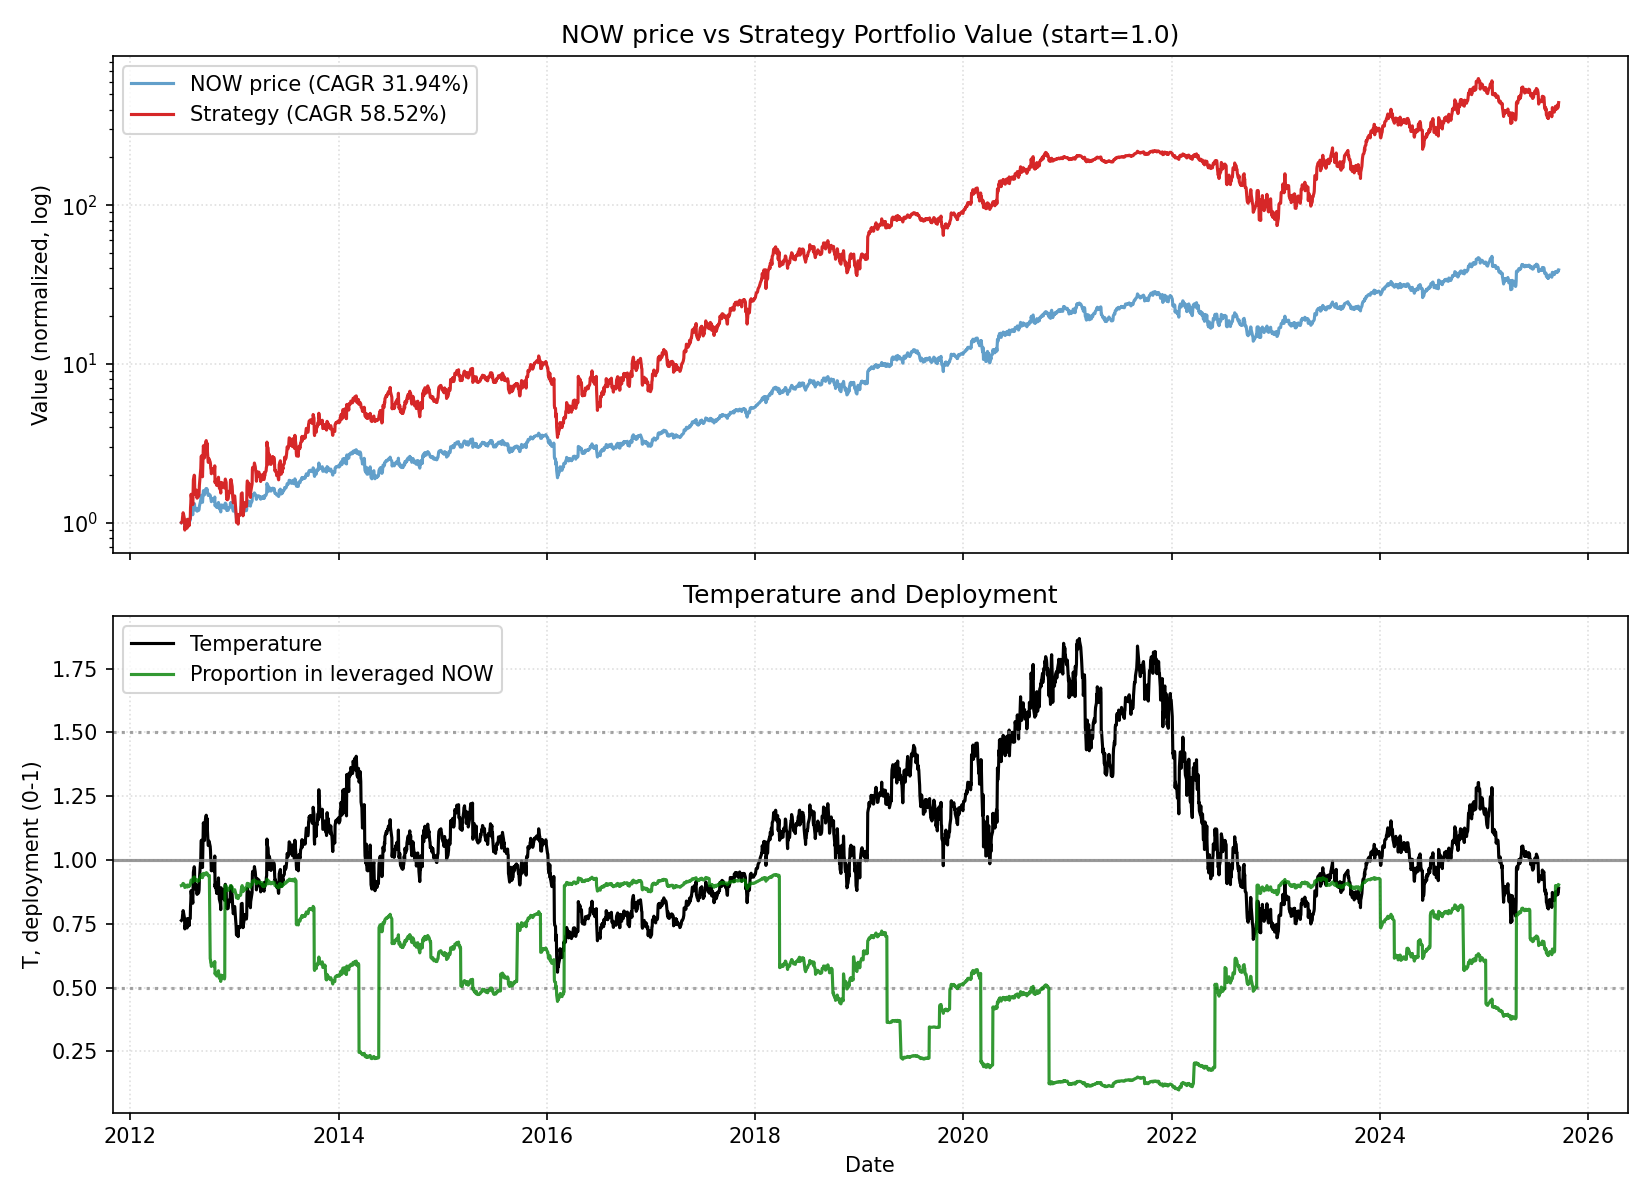 NOW price vs Strategy Portfolio Value (start=1.0)
NOW price (CAGR 31.94%)
Strategy (CAGR 58.52%)
Value (normalized, log)
10²
10¹
10⁰
Temperature and Deployment
Temperature
Proportion in leveraged NOW
T, deployment (0-1)
1.75
1.50
1.25
1.00
0.75
0.50
0.25
2012 2014 2016 2018 2020 2022 2024 2026
Date